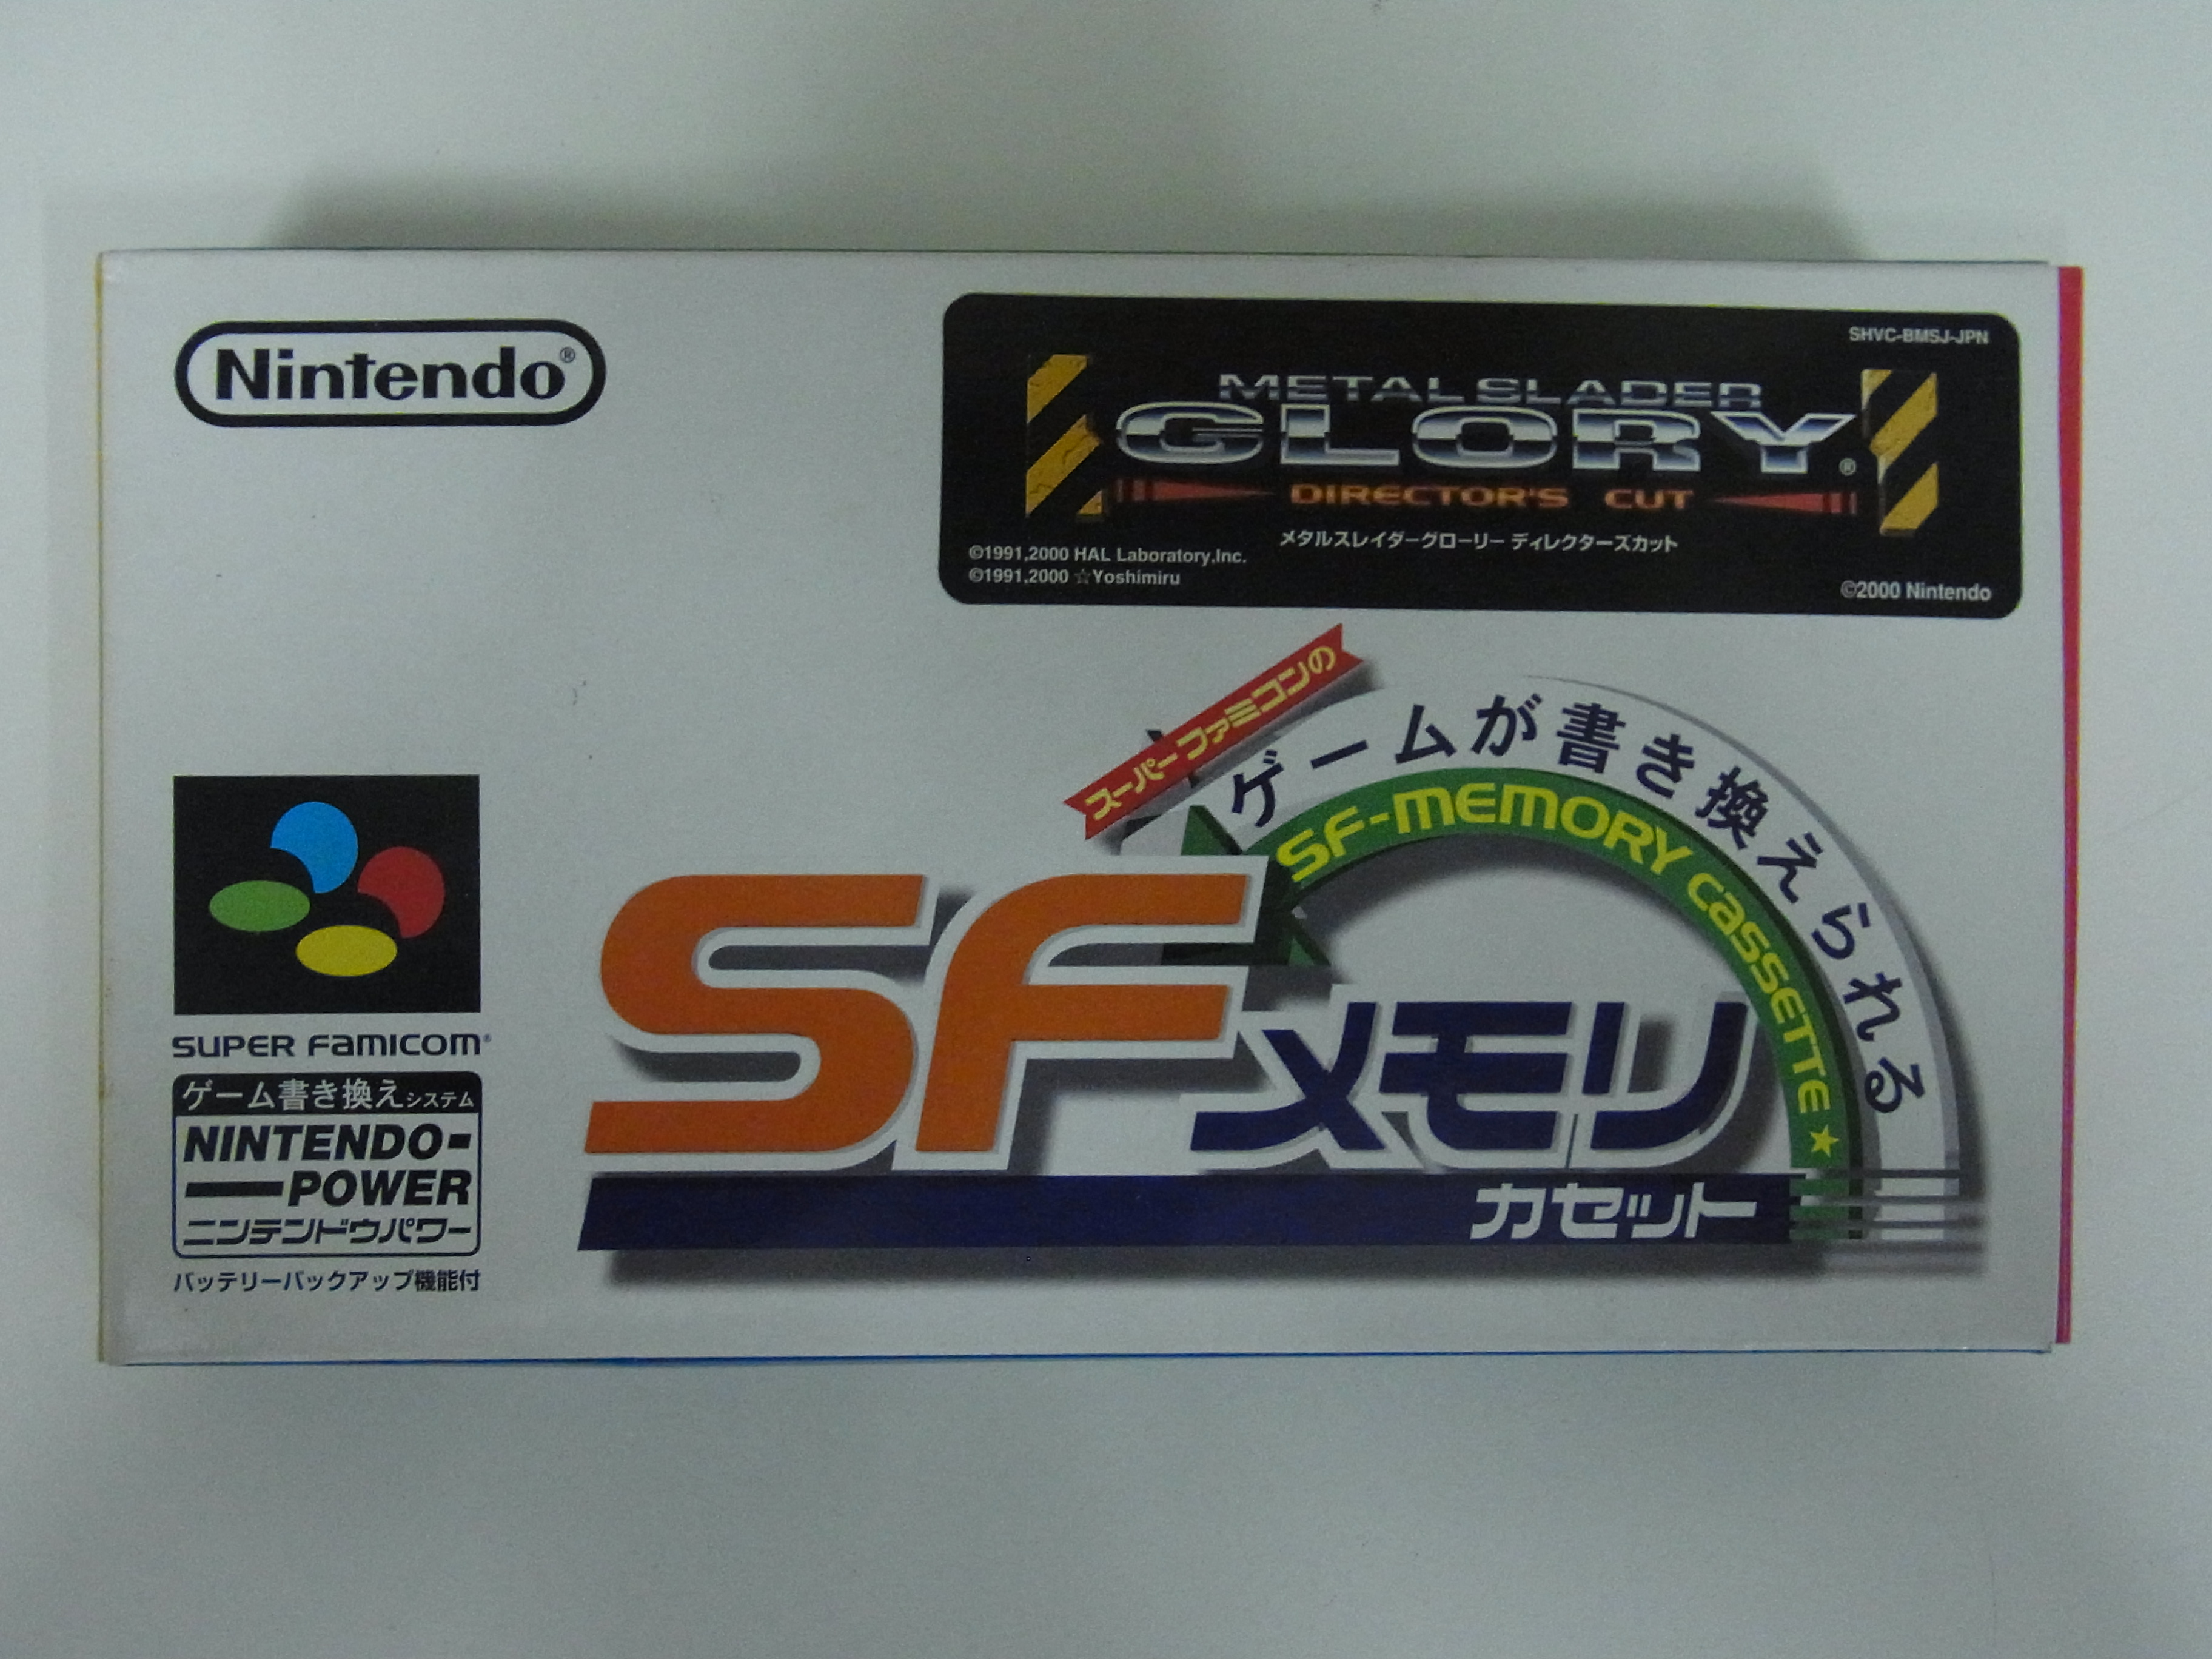 Nintendo®
SHVC-BMSJ-JPN
METAL SLADER
GLORY®
DIRECTOR'S CUT
メタルスレイダーグローリー ディレクターズカット
©1991,2000 HAL Laboratory,Inc.
©1991,2000 ☆Yoshimiru
©2000 Nintendo
スーパーファミコンの
ゲームが書き換えられる
SF-MEMORY CASSETTE★
SFメモリ
カセット
SUPER FAMICOM®
ゲーム書き換えシステム
NINTENDO-
POWER
ニンテンドウパワー
バッテリーバックアップ機能付